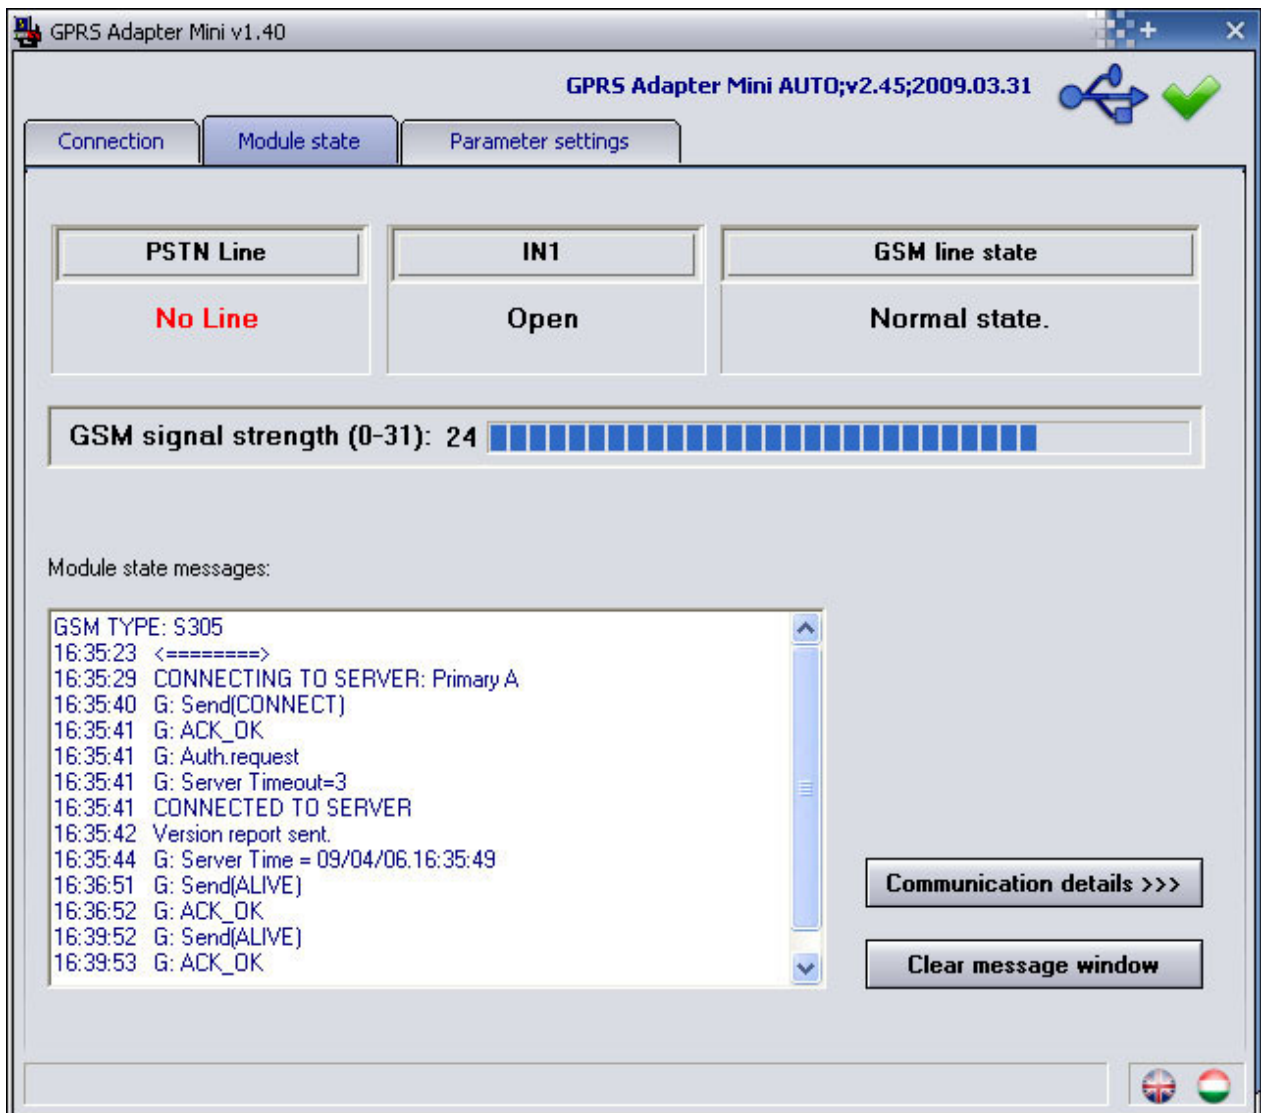 GPRS Adapter Mini v1.40
GPRS Adapter Mini AUTO;v2.45;2009.03.31
Connection
Module state
Parameter settings
PSTN Line
IN1
GSM line state
No Line
Open
Normal state.
GSM signal strength (0-31): 24
Module state messages:
GSM TYPE: S305
16:35:23 <========>
16:35:29 CONNECTING TO SERVER: Primary A
16:35:40 G: Send(CONNECT)
16:35:41 G: ACK_OK
16:35:41 G: Auth.request
16:35:41 G: Server Timeout=3
16:35:41 CONNECTED TO SERVER
16:35:42 Version report sent.
16:35:44 G: Server Time = 09/04/06.16:35:49
16:36:51 G: Send(ALIVE)
16:36:52 G: ACK_OK
16:39:52 G: Send(ALIVE)
16:39:53 G: ACK_OK
Communication details >>>
Clear message window